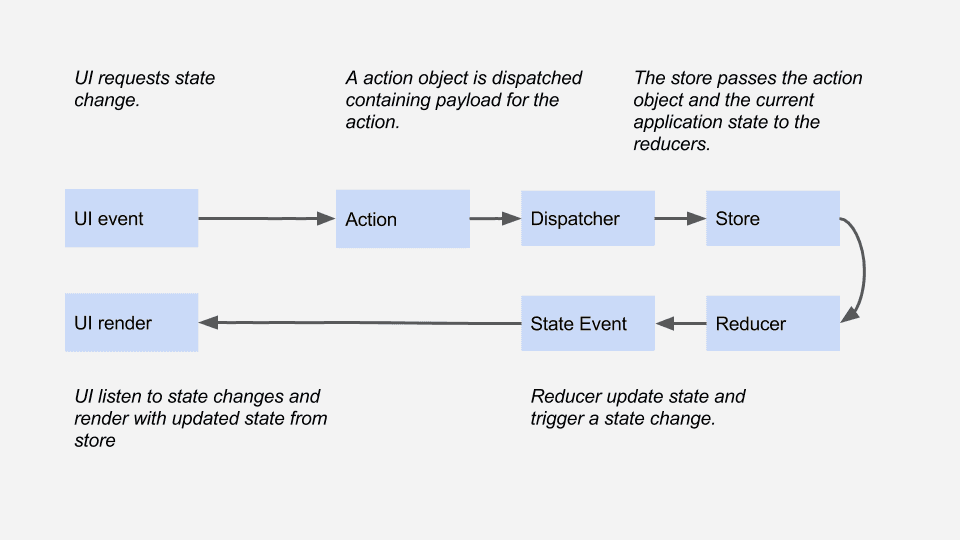 UI requests state
change.
A action object is dispatched
containing payload for the
action.
The store passes the action
object and the current
application state to the
reducers.
UI event
Action
Dispatcher
Store
UI render
State Event
Reducer
UI listen to state changes and
render with updated state from
store
Reducer update state and
trigger a state change.